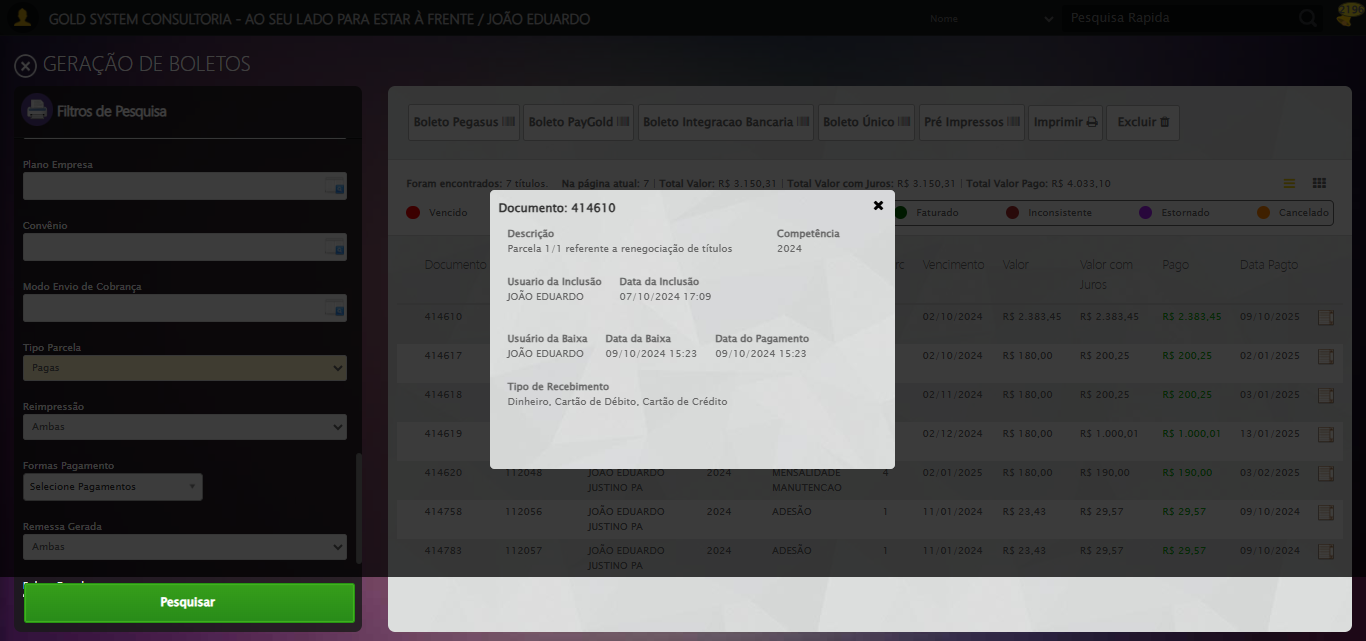 GOLD SYSTEM CONSULTORIA - AO SEU LADO PARA ESTAR À FRENTE / JOÃO EDUARDO
Nome
Pesquisa Rapida
GERAÇÃO DE BOLETOS
Filtros de Pesquisa
Plano Empresa
Convênio
Modo Envio de Cobrança
Tipo Parcela
Pagas
Reimpressão
Ambas
Formas Pagamento
Selecione Pagamentos
Remessa Gerada
Ambas
Pesquisar
Boleto Pegasus Boleto PayGold Boleto Integracao Bancaria Boleto Único Pré Impressos Imprimir Excluir
Foram encontrados: 7 títulos. Na página atual: 7 | Total Valor: R$ 3.150,31 | Total Valor com Juros: R$ 3.150,31 | Total Valor Pago: R$ 4.033,10
Vencido Faturado Inconsistente Estornado Cancelado
Documento: 414610
Descrição Competência
Parcela 1/1 referente a renegociação de títulos 2024
Usuario da Inclusão Data da Inclusão
JOÃO EDUARDO 07/10/2024 17:09
Usuário da Baixa Data da Baixa Data do Pagamento
JOÃO EDUARDO 09/10/2024 15:23 09/10/2024 15:23
Tipo de Recebimento
Dinheiro, Cartão de Débito, Cartão de Crédito
Documento Vencimento Valor Valor com Juros Pago Data Pagto
414610 02/10/2024 R$ 2.383,45 R$ 2.383,45 R$ 2.383,45 09/10/2025
414617 02/10/2024 R$ 180,00 R$ 200,25 R$ 200,25 02/01/2025
414618 02/11/2024 R$ 180,00 R$ 200,25 R$ 200,25 03/01/2025
414619 02/12/2024 R$ 180,00 R$ 1.000,01 R$ 1.000,01 13/01/2025
414620 112048 JOÃO EDUARDO 2024 MENSALIDADE 4 02/01/2025 R$ 180,00 R$ 190,00 R$ 190,00 03/02/2025
JUSTINO PA MANUTENCAO
414758 112056 JOÃO EDUARDO 2024 ADESÃO 1 11/01/2024 R$ 23,43 R$ 29,57 R$ 29,57 09/10/2024
JUSTINO PA
414783 112057 JOÃO EDUARDO 2024 ADESÃO 1 11/01/2024 R$ 23,43 R$ 29,57 R$ 29,57 09/10/2024
JUSTINO PA